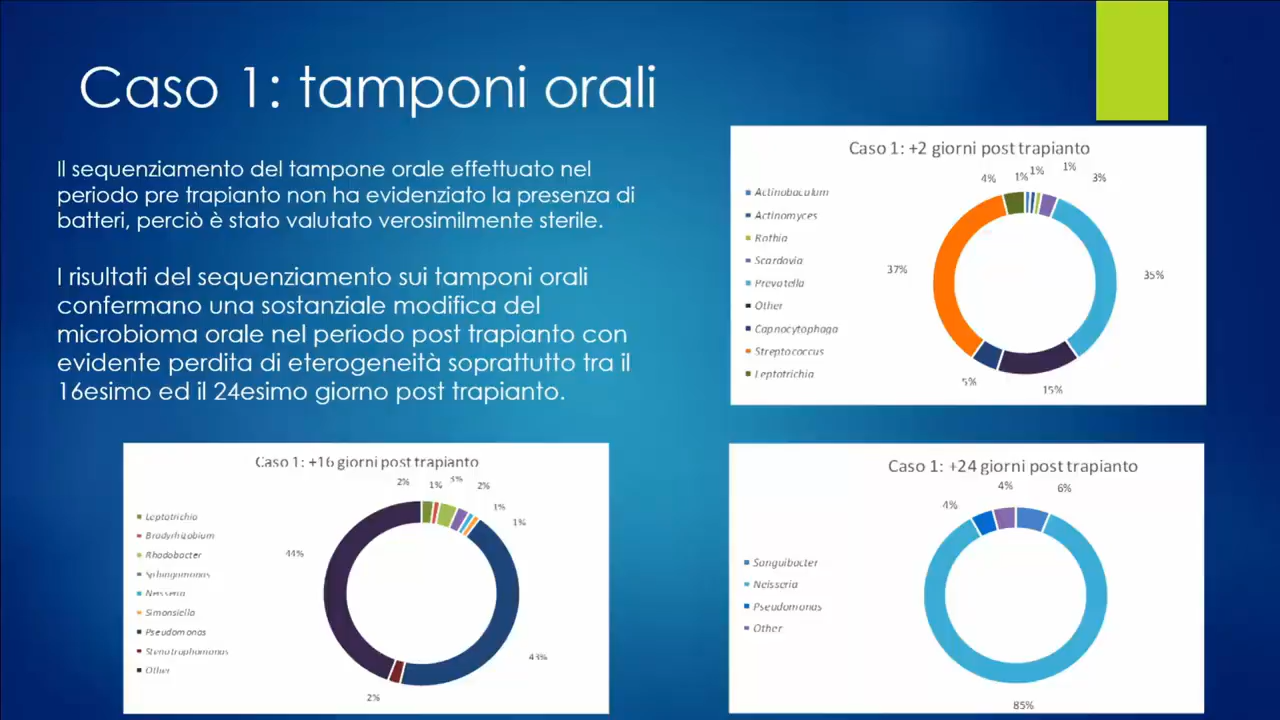 Caso 1: tamponi orali
Il sequenziamento del tampone orale effettuato nel
periodo pre trapianto non ha evidenziato la presenza di
batteri, perciò è stato valutato verosimilmente sterile.
I risultati del sequenziamento sui tamponi orali
confermano una sostanziale modifica del
microbioma orale nel periodo post trapianto con
evidente perdita di eterogeneità soprattutto tra il
16esimo ed il 24esimo giorno post trapianto.
Caso 1: +2 giorni post trapianto
4%
1%
1%
1%
3%
Actinobaculum
Actinomyces
Rothia
Scardovia
Prevotella
Other
Capnocytophaga
Streptococcus
Leptotrichia
37%
35%
5%
15%
Caso 1: +16 giorni post trapianto
2%
1%
3%
2%
1%
1%
Leptotrichia
Bradyrhizobium
Rhodobacter
Sphingomonas
Neisseria
Simonsiella
Pseudomonas
Stenotrophomonas
Other
44%
43%
2%
Caso 1: +24 giorni post trapianto
4%
4%
6%
Sanguibacter
Neisseria
Pseudomonas
Other
85%